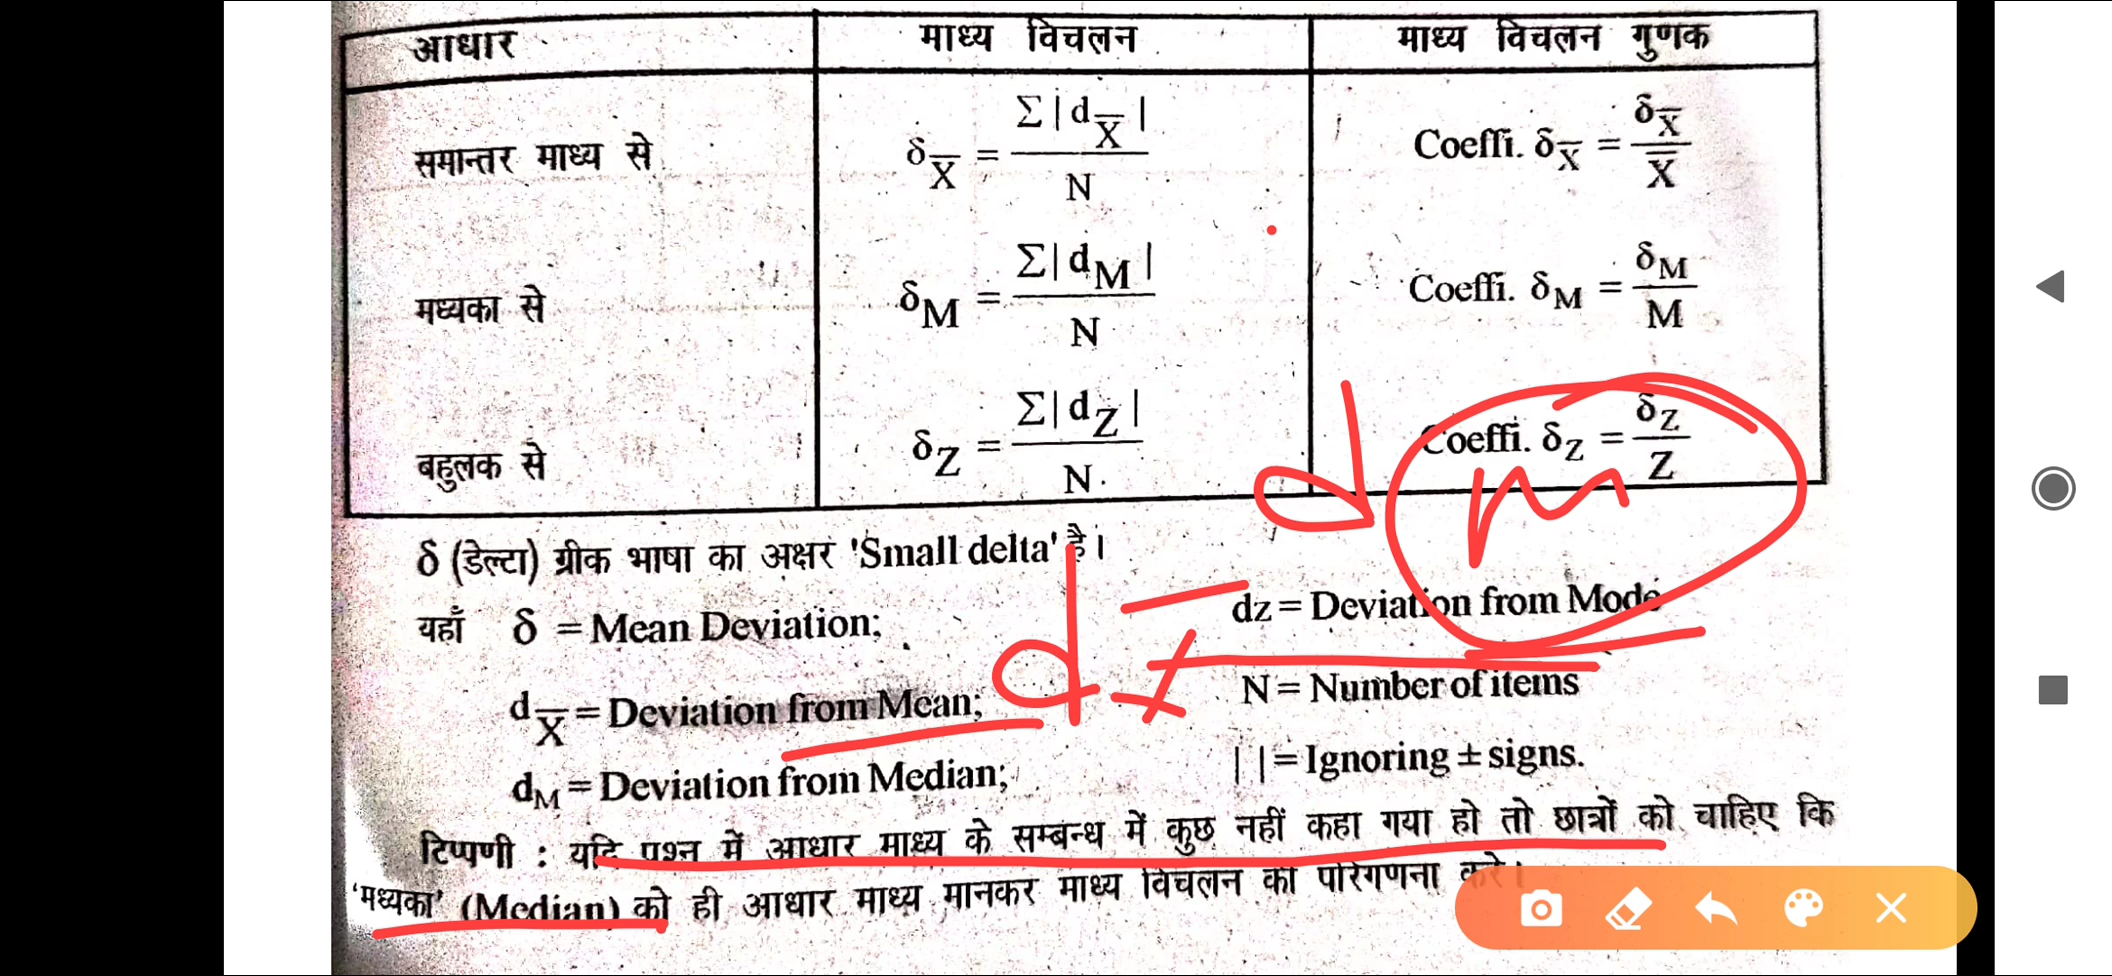 आधार माध्य विचलन माध्य विचलन गुणक
समान्तर माध्य से δX̅ = Σ|dX̅| / N Coeffi. δX̅ = δX̅ / X̅
मध्यका से δM = Σ|dM| / N Coeffi. δM = δM / M
बहुलक से δZ = Σ|dZ| / N. Coeffi. δZ = δZ / Z
d m
δ (डेल्टा) ग्रीक भाषा का अक्षर 'Small delta' है।
यहाँ δ = Mean Deviation; dz = Deviation from Mode
dX̅ = Deviation from Mean; d N = Number of items
dM = Deviation from Median; | | = Ignoring ± signs.
टिप्पणी : यदि प्रश्न में आधार माध्य के सम्बन्ध में कुछ नहीं कहा गया हो तो छात्रों को चाहिए कि
'मध्यका' (Median) को ही आधार माध्य मानकर माध्य विचलन की परिगणना करें।